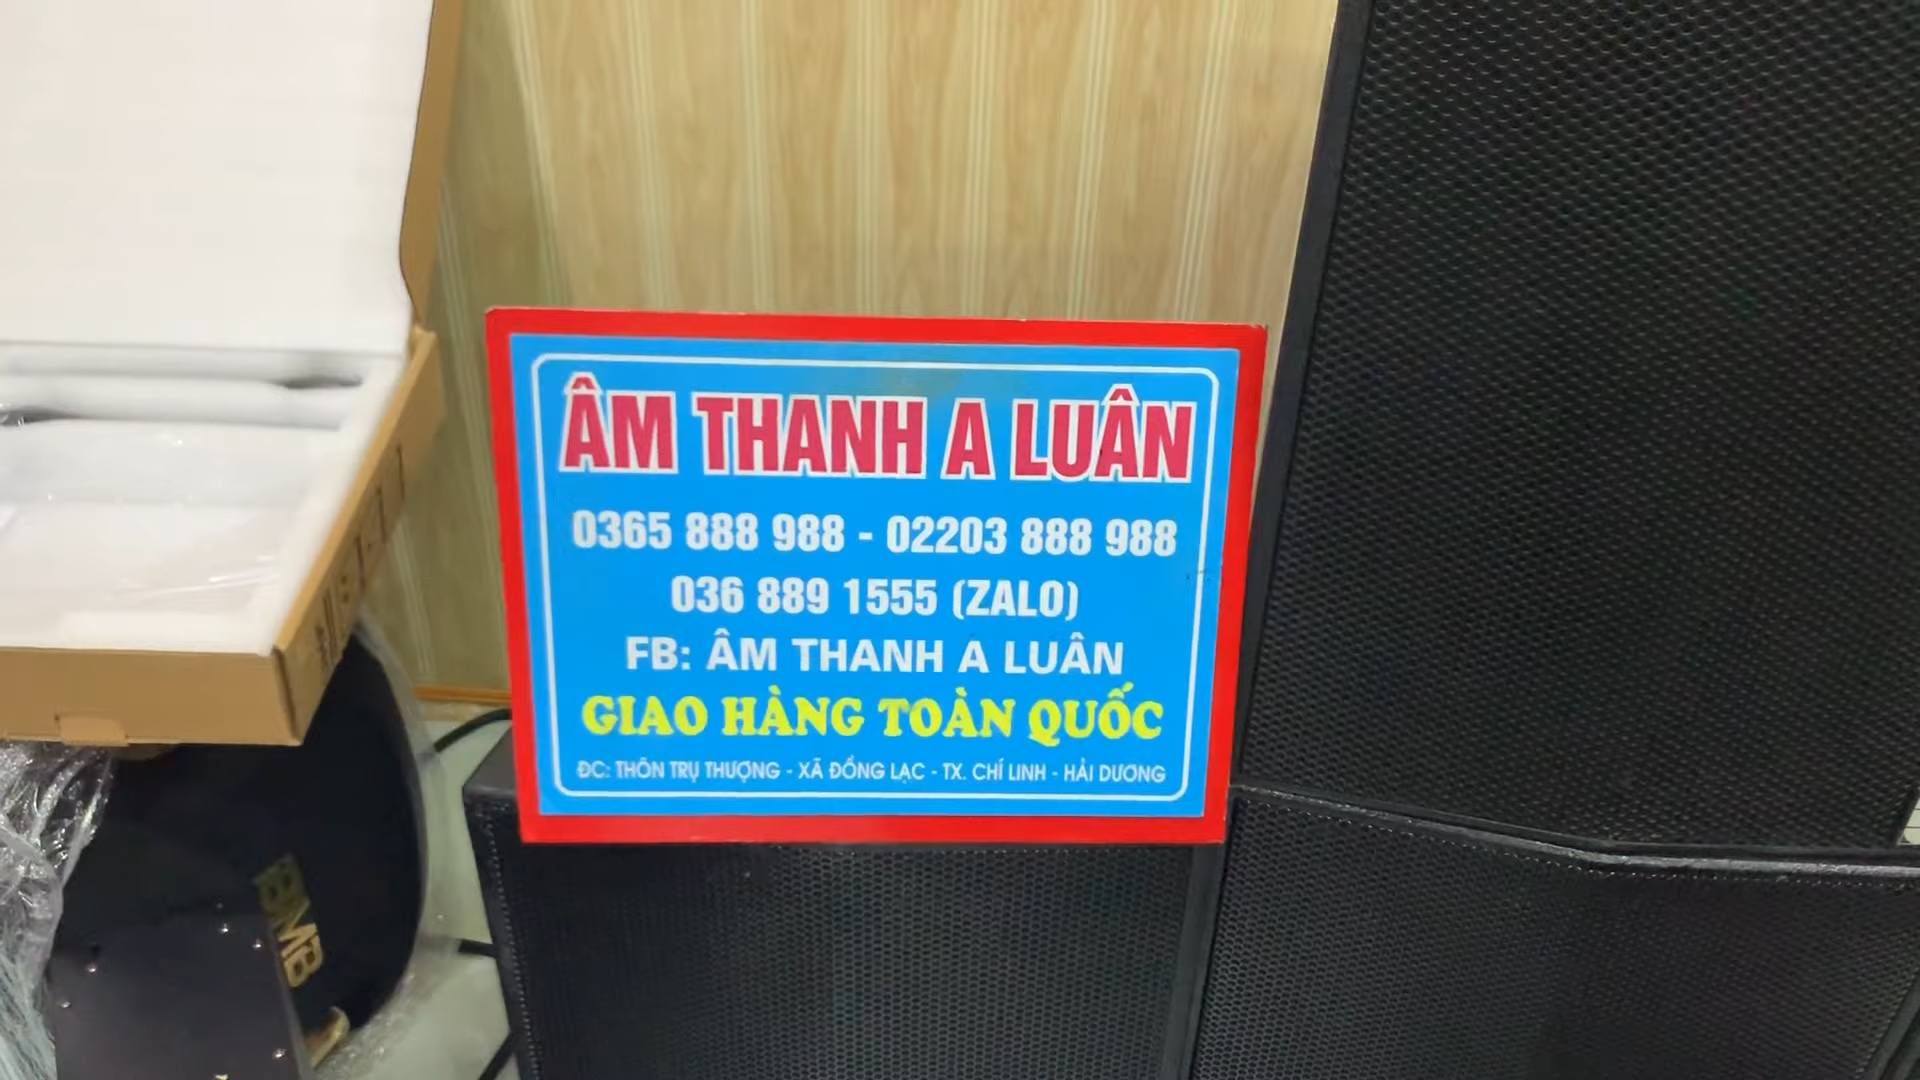 ÂM THANH A LUÂN
0365 888 988 - 02203 888 988
036 889 1555 (ZALO)
FB: ÂM THANH A LUÂN
GIAO HÀNG TOÀN QUỐC
ĐC: THÔN TRỤ THƯỢNG - XÃ ĐỒNG LẠC - TX. CHÍ LINH - HẢI DƯƠNG
BMB